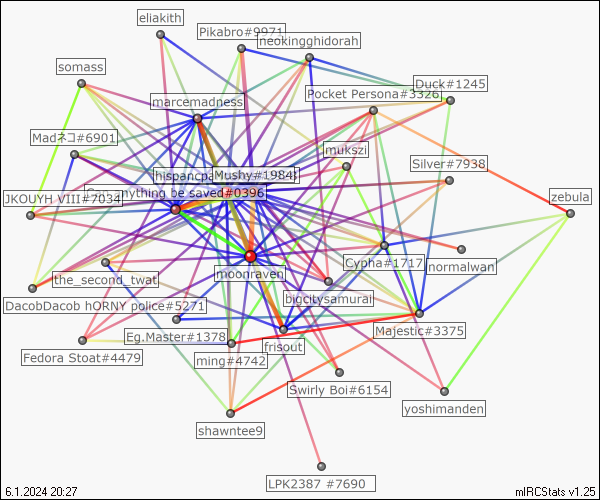 eliakith
Pikabro#9971
neokingghidorah
somass
Duck#1245
Pocket Persona#3326
marcemadness
Madネコ#6901
mukszi
Silver#7938
hispancpa
Mushy#1984
JKOUYH VIII#7034
anything be saved#0396
zebula
Cypha#1717
normalwan
moonraven
the_second_twat
bigcitysamurai
DacobDacob hORNY police#5271
Majestic#3375
Eg.Master#1378
frisout
Fedora Stoat#4479
ming#4742
Swirly Boi#6154
yoshimanden
shawntee9
LPK2387 #7690
6.1.2024 20:27
mIRCStats v1.25